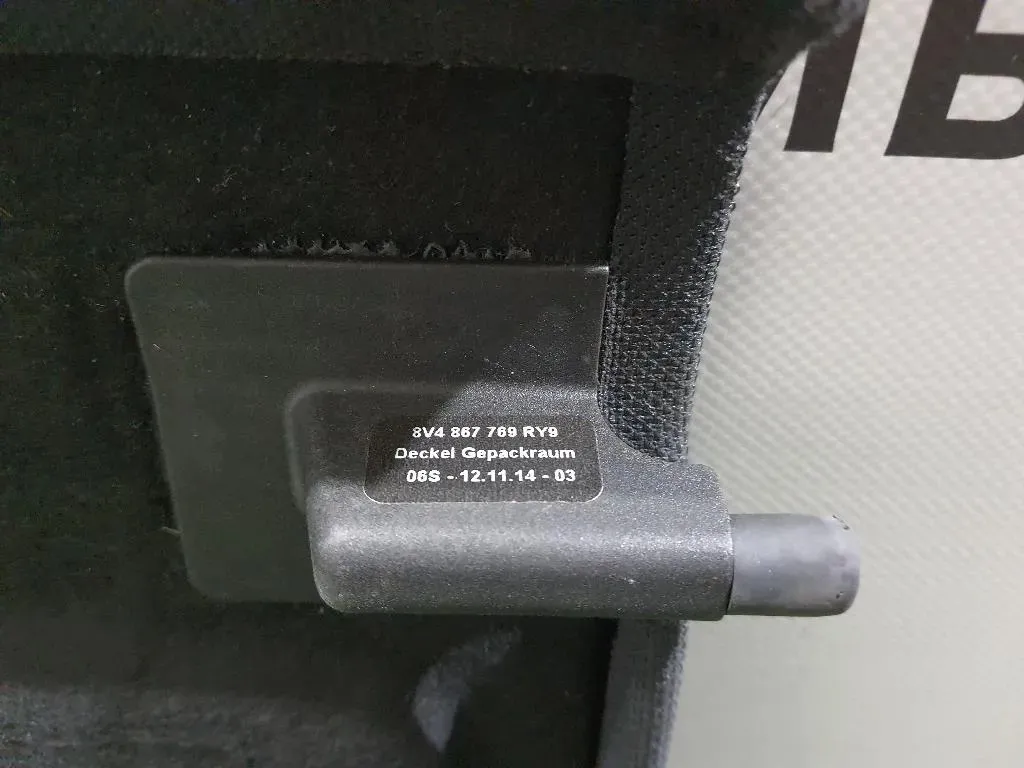 8V4 867 769 RY9
Deckel Gepackraum
06S - 12.11.14 - 03